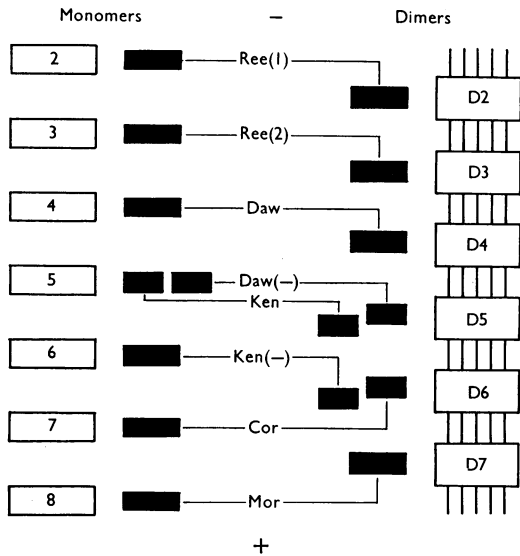 Monomers − Dimers
2 Ree(1)
D2
3 Ree(2)
D3
4 Daw
D4
5 Daw(−)
Ken
D5
6 Ken(−)
D6
7 Cor
D7
8 Mor
+